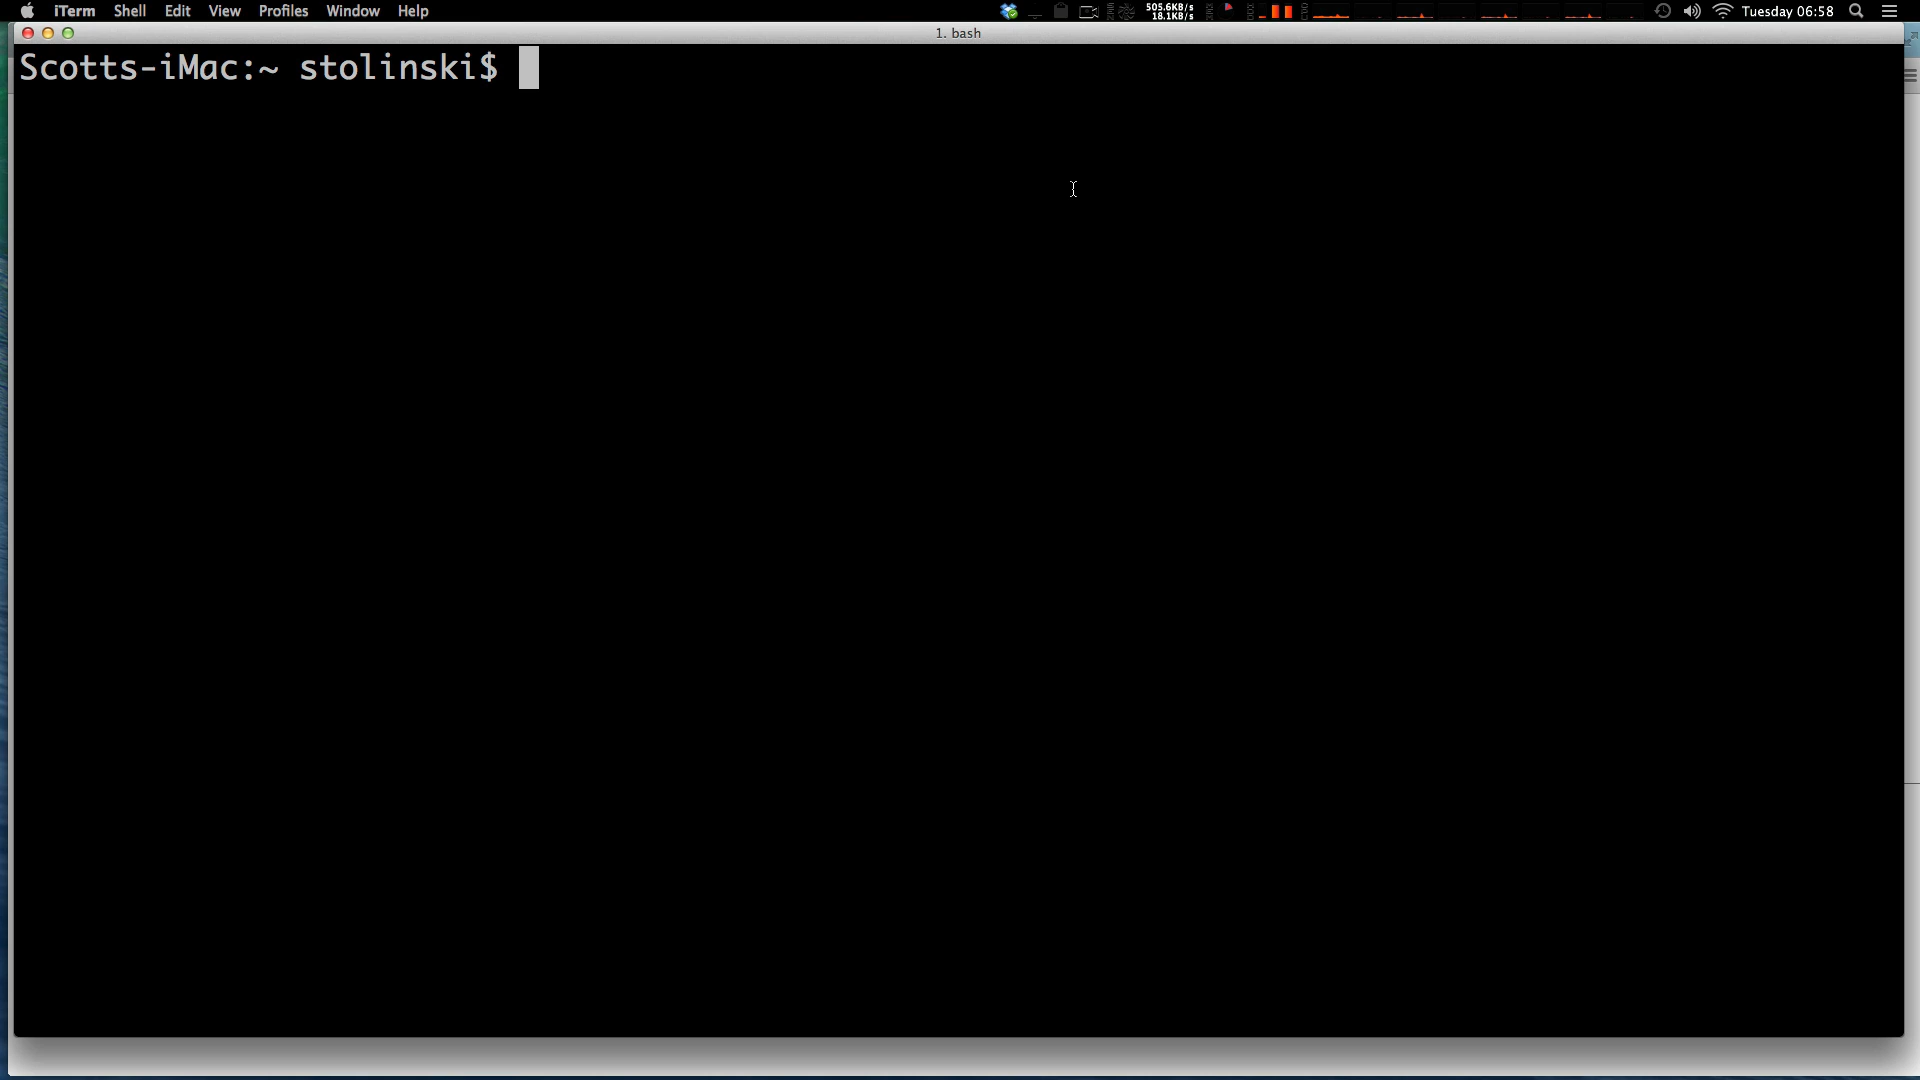 iTerm Shell Edit View Profiles Window Help 505.6KB/s Tuesday 06:58
18.1KB/s
1. bash
Scotts-iMac:~ stolinski$